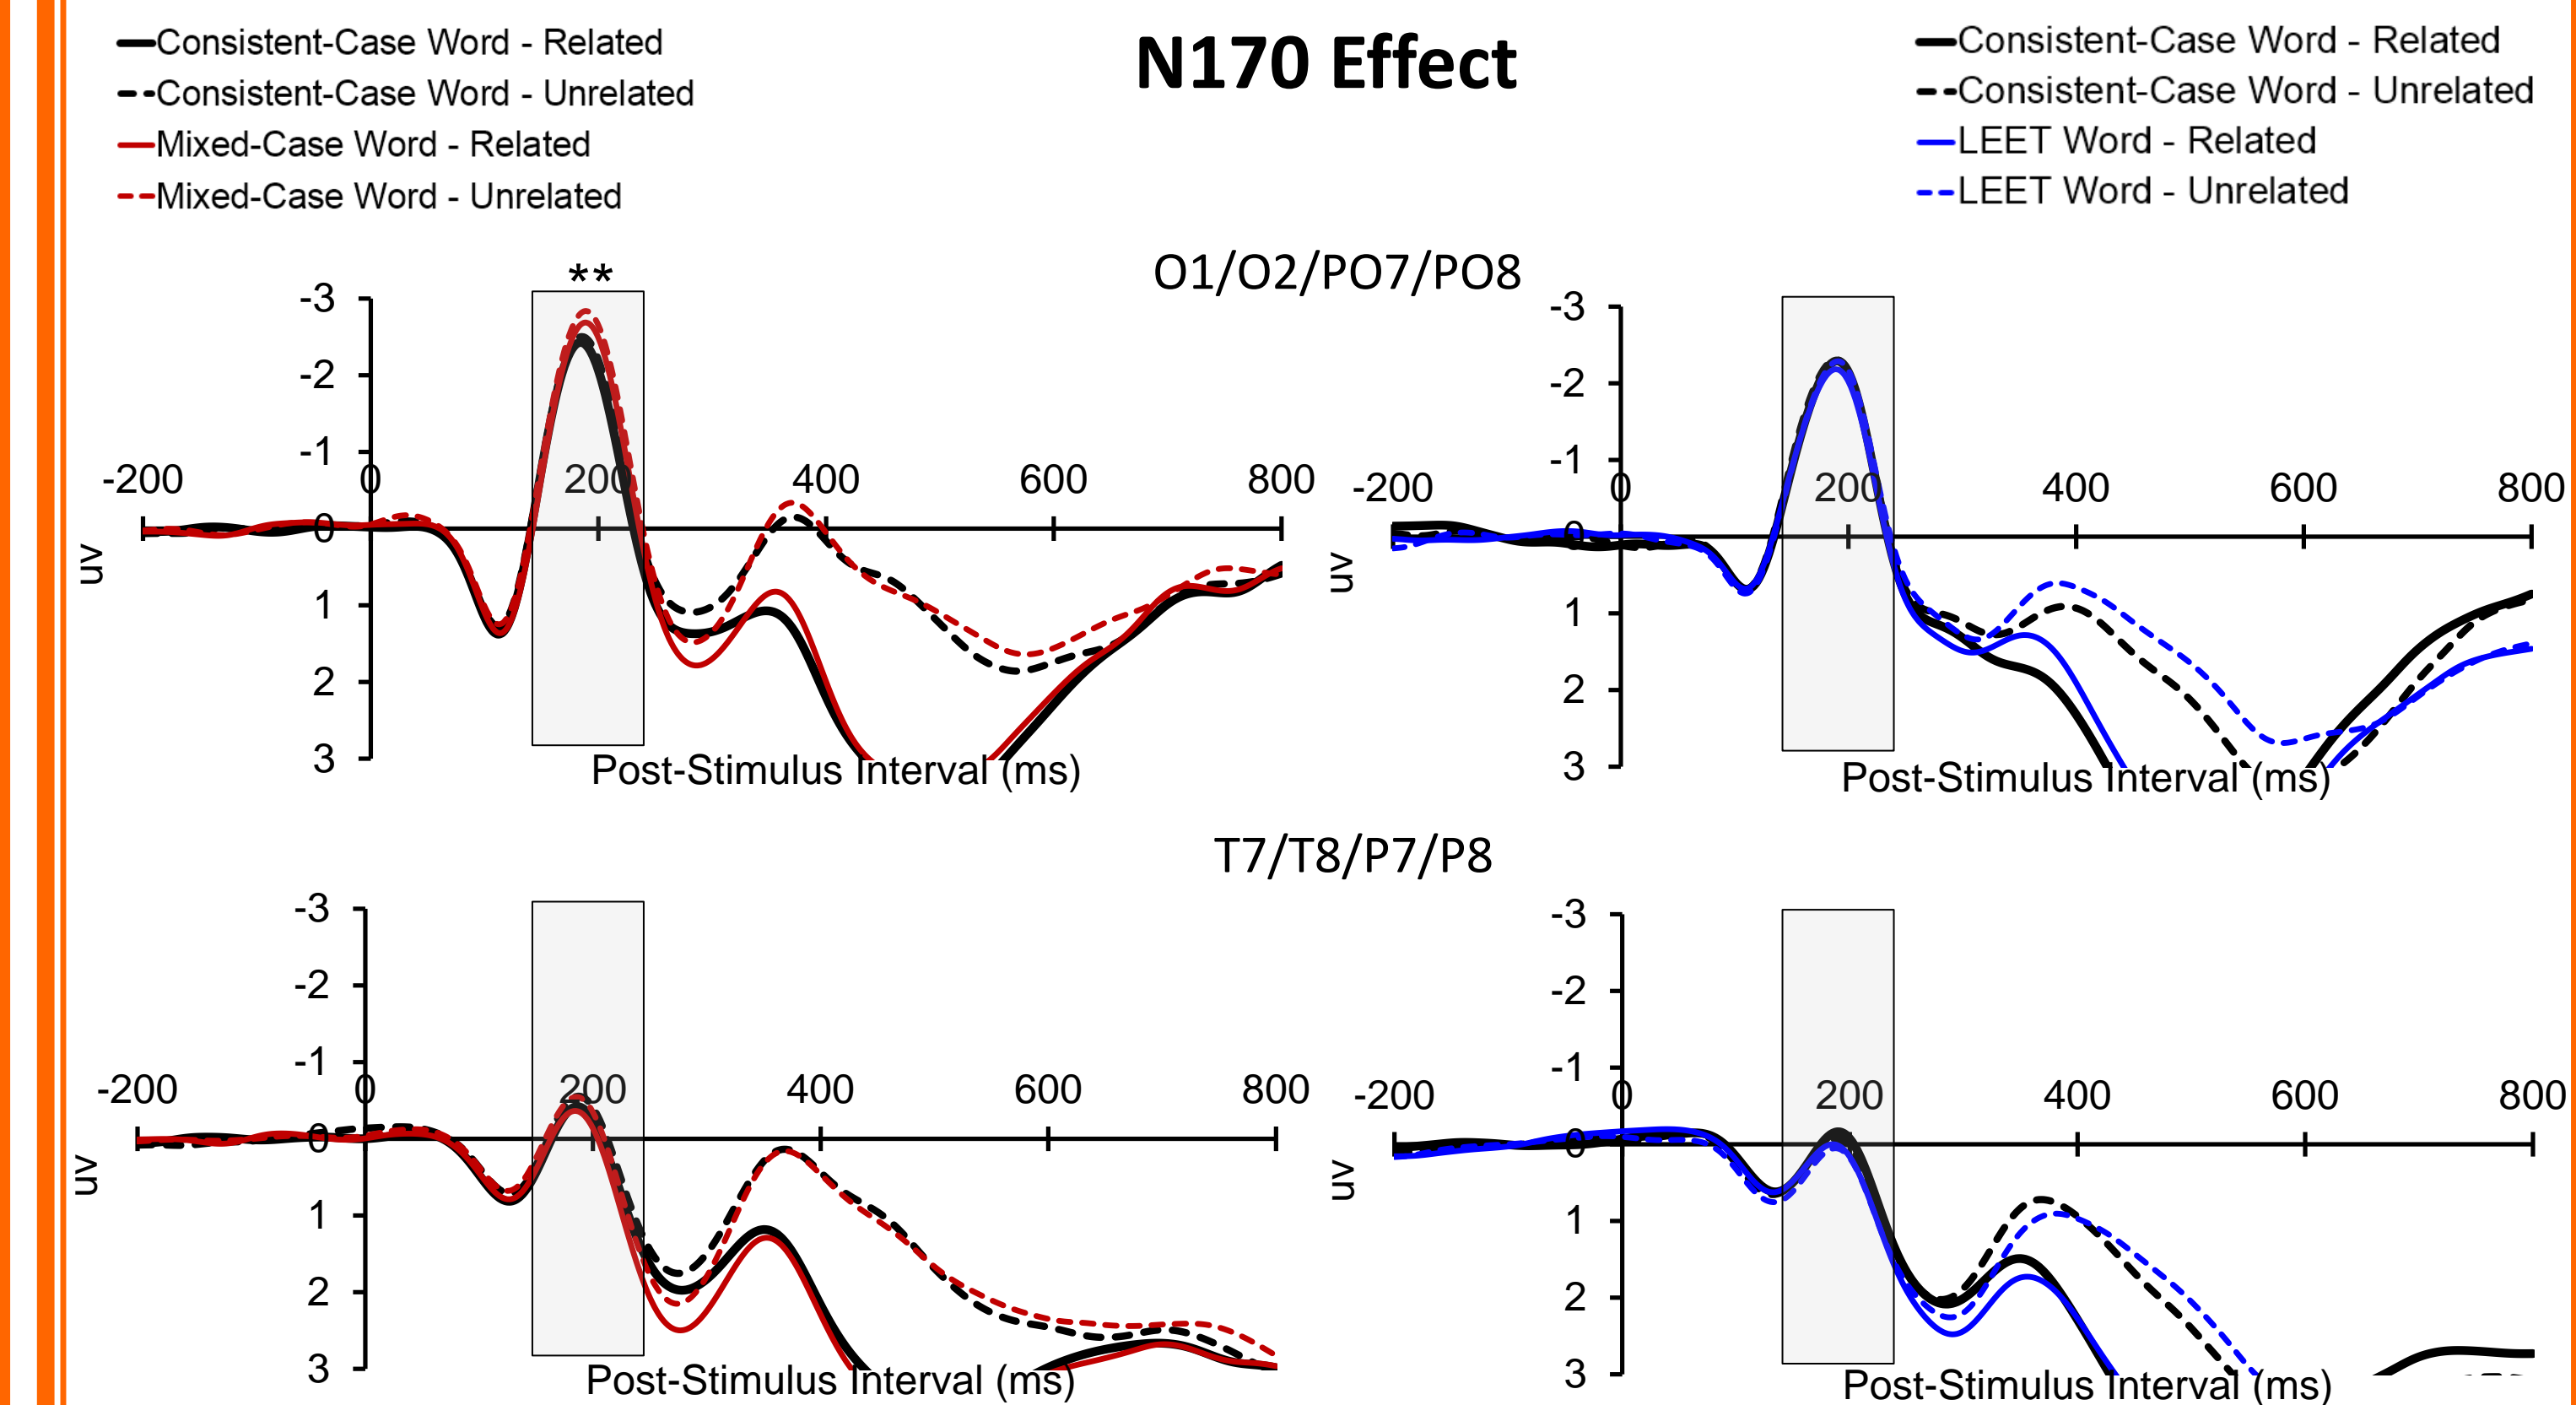 N170 Effect
Consistent-Case Word - Related
Consistent-Case Word - Unrelated
Mixed-Case Word - Related
Mixed-Case Word - Unrelated
Consistent-Case Word - Related
Consistent-Case Word - Unrelated
LEET Word - Related
LEET Word - Unrelated
O1/O2/PO7/PO8
**
-3
-2
-1
0
1
2
3
-200 0 200 400 600 800
uv
Post-Stimulus Interval (ms)
-3
-2
-1
0
1
2
3
-200 0 200 400 600 800
uv
Post-Stimulus Interval (ms)
T7/T8/P7/P8
-3
-2
-1
0
1
2
3
-200 0 200 400 600 800
uv
Post-Stimulus Interval (ms)
-3
-2
-1
0
1
2
3
-200 0 200 400 600 800
uv
Post-Stimulus Interval (ms)